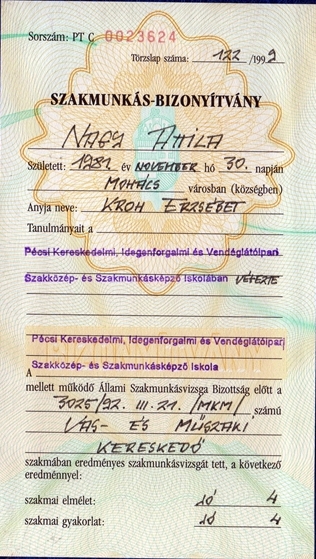 Sorszám: PT C 0023624
Törzslap száma: 122 /1999
SZAKMUNKÁS-BIZONYÍTVÁNY
NAGY ATTILA
Született: 1981 év NOVEMBER hó 30. napján
MOHÁCS városban (községben)
Anyja neve: KROH ERZSÉBET
Tanulmányait a
Pécsi Kereskedelmi, Idegenforgalmi és Vendéglátóipari
Szakközép- és Szakmunkásképző Iskolában VÉGEZTE
Pécsi Kereskedelmi, Idegenforgalmi és Vendéglátóipari
Szakközép- és Szakmunkásképző Iskola
A
mellett működő Állami Szakmunkásvizsga Bizottság előtt a
3025/92. III. 21. /MKM/ számú
VAS- ÉS MŰSZAKI
KERESKEDŐ
szakmában eredményes szakmunkásvizsgát tett, a következő
eredménnyel:
szakmai elmélet: jó 4
szakmai gyakorlat: jó 4